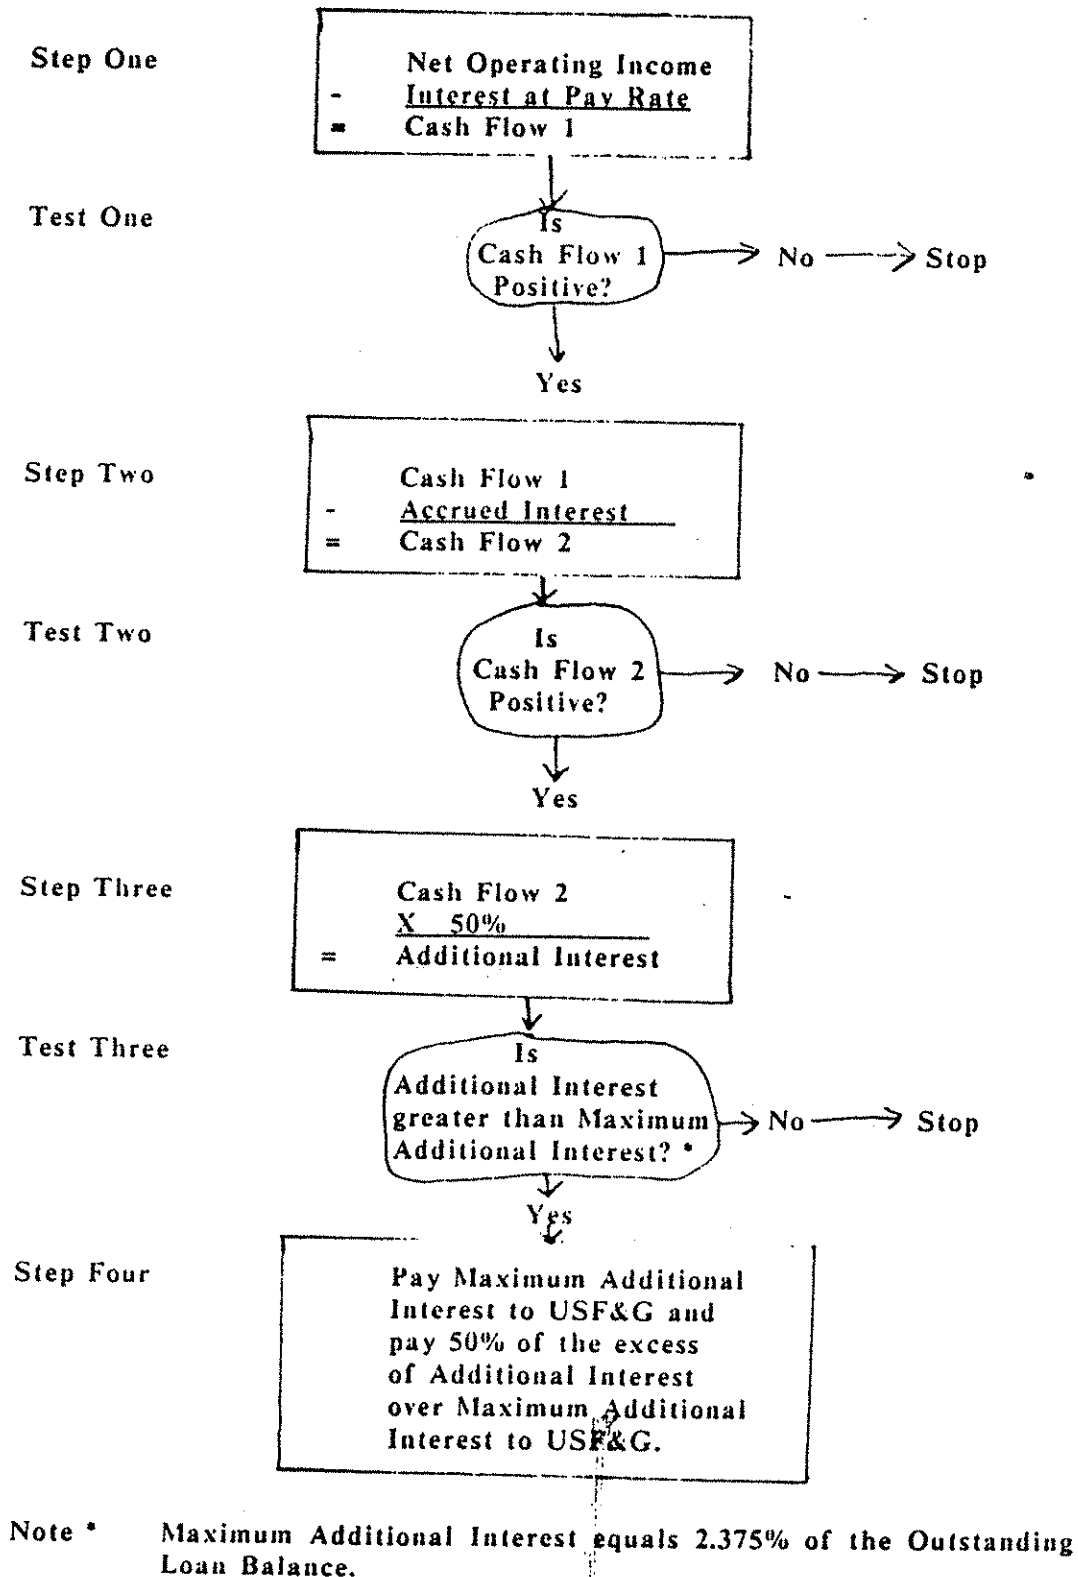 Step One
Net Operating Income
- Interest at Pay Rate
= Cash Flow 1
Test One
Is
Cash Flow 1
Positive?
No
Stop
Yes
Step Two
Cash Flow 1
- Accrued Interest
= Cash Flow 2
Test Two
Is
Cash Flow 2
Positive?
No
Stop
Yes
Step Three
Cash Flow 2
X 50%
= Additional Interest
Test Three
Is
Additional Interest
greater than Maximum
Additional Interest? *
No
Stop
Yes
Step Four
Pay Maximum Additional
Interest to USF&G and
pay 50% of the excess
of Additional Interest
over Maximum Additional
Interest to USF&G.
Note * Maximum Additional Interest equals 2.375% of the Outstanding
Loan Balance.